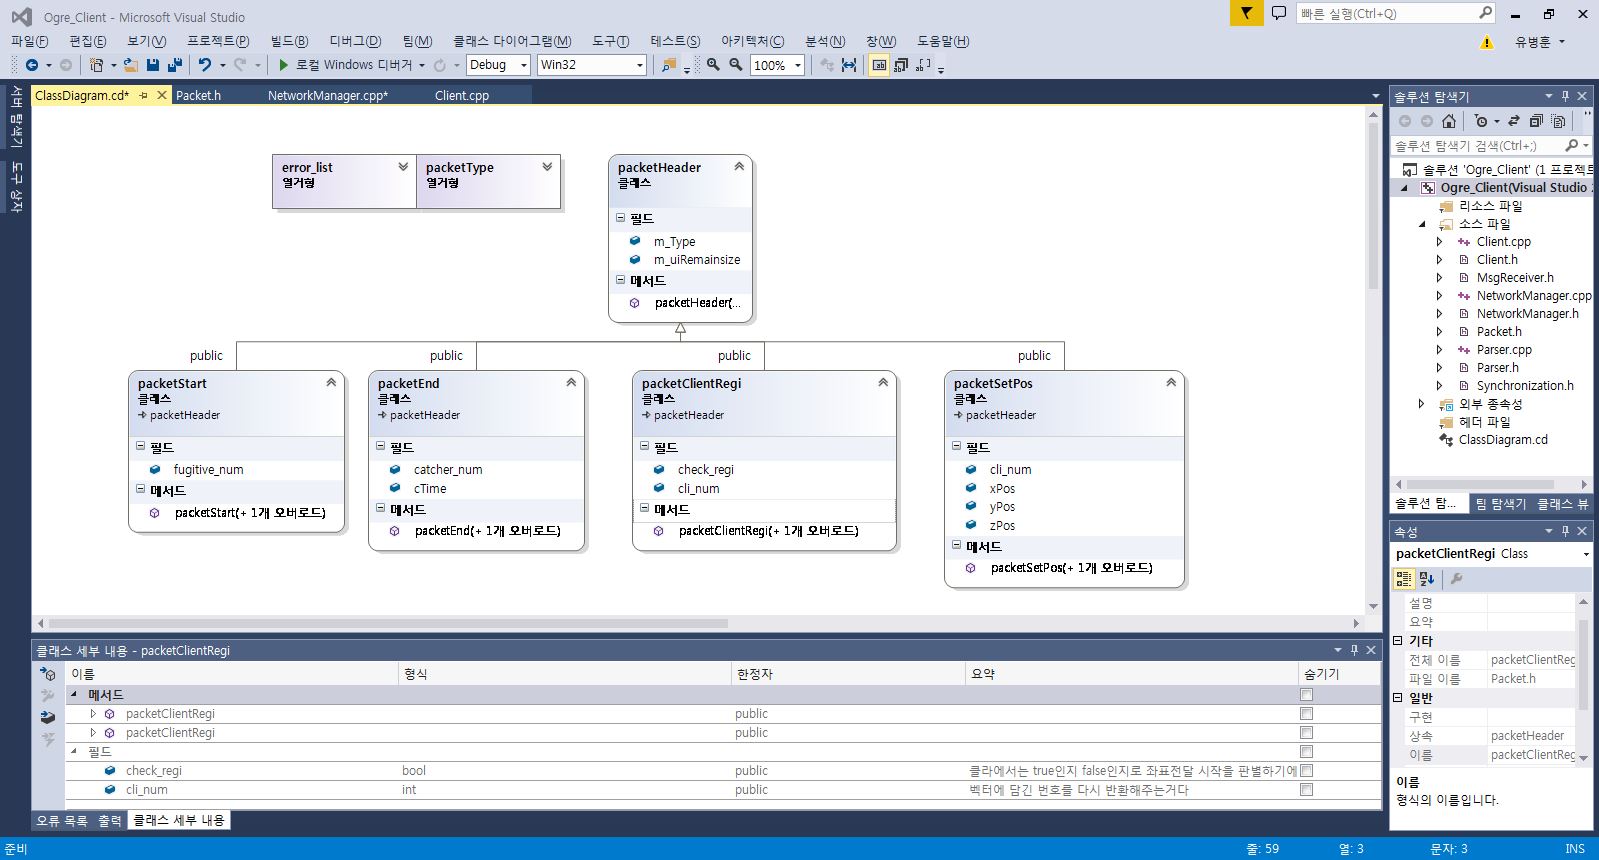 Ogre_Client - Microsoft Visual Studio
빠른 실행(Ctrl+Q)
파일(F) 편집(E) 보기(V) 프로젝트(P) 빌드(B) 디버그(D) 팀(M) 클래스 다이어그램(M) 도구(T) 테스트(S) 아키텍처(C) 분석(N) 창(W) 도움말(H)
유병훈
로컬 Windows 디버거 Debug Win32 100%
서버 탐색기
도구 상자
ClassDiagram.cd* Packet.h NetworkManager.cpp* Client.cpp
error_list
열거형
packetType
열거형
packetHeader
클래스
필드
m_Type
m_uiRemainsize
메서드
packetHeader(...
public public public public
packetStart
클래스
packetHeader
필드
fugitive_num
메서드
packetStart(+ 1개 오버로드)
packetEnd
클래스
packetHeader
필드
catcher_num
cTime
메서드
packetEnd(+ 1개 오버로드)
packetClientRegi
클래스
packetHeader
필드
check_regi
cli_num
메서드
packetClientRegi(+ 1개 오버로드)
packetSetPos
클래스
packetHeader
필드
cli_num
xPos
yPos
zPos
메서드
packetSetPos(+ 1개 오버로드)
클래스 세부 내용 - packetClientRegi
이름 형식 한정자 요약 숨기기
메서드
packetClientRegi public
packetClientRegi public
필드
check_regi bool public 클라에서는 true인지 false인지로 좌표전달 시작을 판별하기에
cli_num int public 벡터에 담긴 번호를 다시 반환해주는거다
오류 목록 출력 클래스 세부 내용
솔루션 탐색기
솔루션 탐색기 검색(Ctrl+;)
솔루션 'Ogre_Client' (1 프로젝트
Ogre_Client(Visual Studio
리소스 파일
소스 파일
Client.cpp
Client.h
MsgReceiver.h
NetworkManager.cpp
NetworkManager.h
Packet.h
Parser.cpp
Parser.h
Synchronization.h
외부 종속성
헤더 파일
ClassDiagram.cd
솔루션 탐... 팀 탐색기 클래스 뷰
속성
packetClientRegi Class
설명
요약
기타
전체 이름 packetClientReg
파일 이름 Packet.h
일반
구현
상속 packetHeader
이름 packetClientReg
이름
형식의 이름입니다.
준비 줄: 59 열: 3 문자: 3 INS